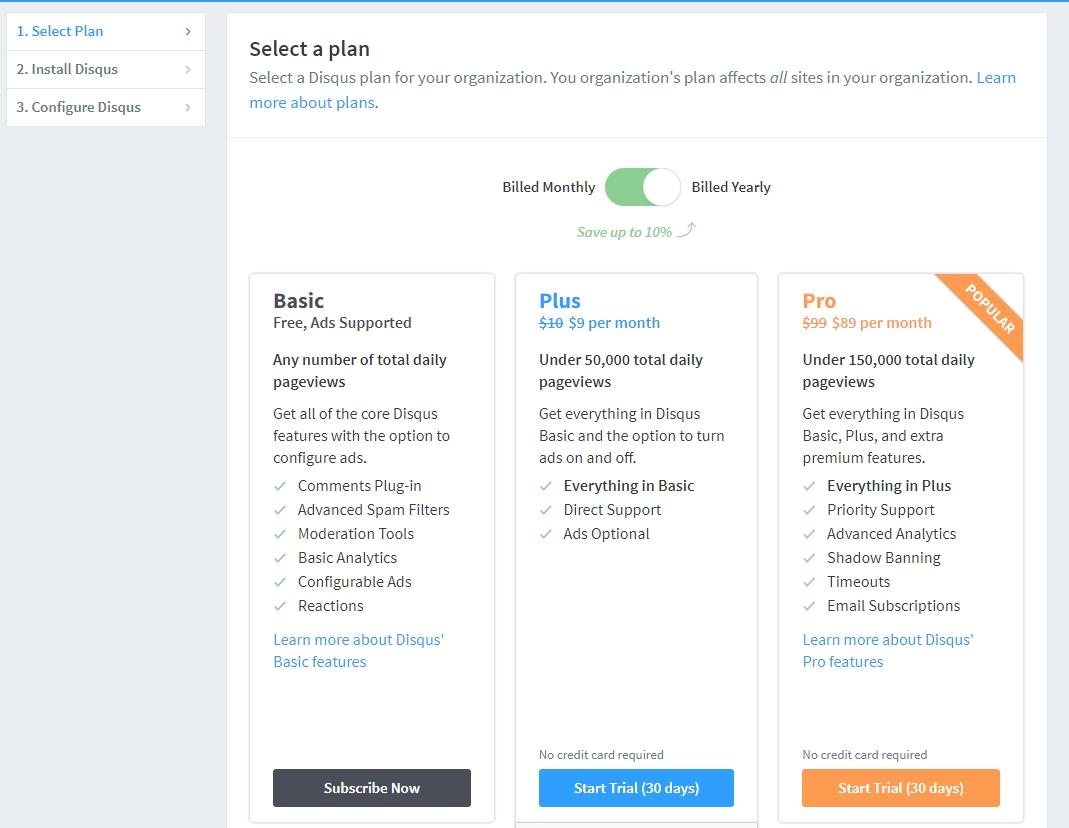 1. Select Plan
2. Install Disqus
3. Configure Disqus
Select a plan
Select a Disqus plan for your organization. You organization's plan affects all sites in your organization. Learn
more about plans.
Billed Monthly
Billed Yearly
Save up to 10%
Basic
Free, Ads Supported
Any number of total daily
pageviews
Get all of the core Disqus
features with the option to
configure ads.
Comments Plug-in
Advanced Spam Filters
Moderation Tools
Basic Analytics
Configurable Ads
Reactions
Learn more about Disqus'
Basic features
Subscribe Now
Plus
$10 $9 per month
Under 50,000 total daily
pageviews
Get everything in Disqus
Basic and the option to turn
ads on and off.
Everything in Basic
Direct Support
Ads Optional
No credit card required
Start Trial (30 days)
Pro
POPULAR
$99 $89 per month
Under 150,000 total daily
pageviews
Get everything in Disqus
Basic, Plus, and extra
premium features.
Everything in Plus
Priority Support
Advanced Analytics
Shadow Banning
Timeouts
Email Subscriptions
Learn more about Disqus'
Pro features
No credit card required
Start Trial (30 days)